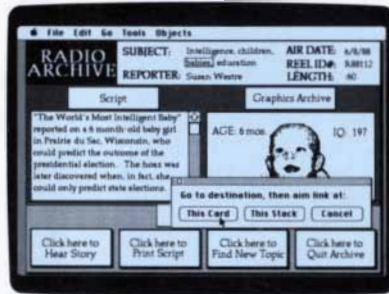 File Edit Go Tools Objects
RADIO ARCHIVE
SUBJECT: Intelligence, children, babies, education
REPORTER: Susan Westre
AIR DATE: 6/8/88
REEL ID#: R88112
LENGTH: :60
Script
Graphics Archive
"The World's Most Intelligent Baby"
reported on a 6 month-old baby girl
in Prairie du Sac, Wisconsin, who
could predict the outcome of the
presidential election. The hoax was
later discovered when, in fact, she
could only predict state elections.
AGE: 6 mos.
IQ: 197
Go to destination, then aim link at:
This Card
This Stack
Cancel
Click here to
Hear Story
Click here to
Print Script
Click here to
Find New Topic
Click here to
Quit Archive